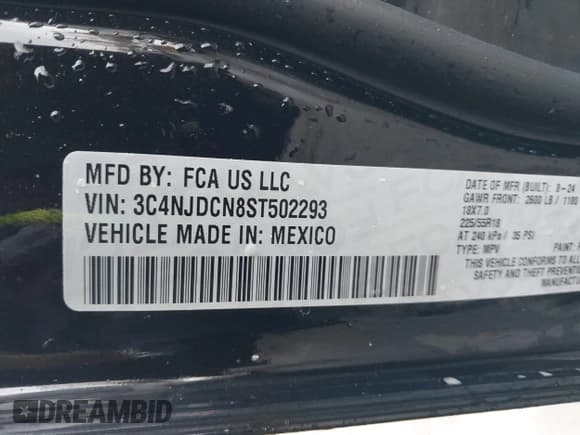 MFD BY: FCA US LLC
VIN: 3C4NJDCN8ST502293
VEHICLE MADE IN: MEXICO
DATE OF MFR (BUILT): 8-24
GAWR FRONT: 2600 LB / 1180
18X7.0
225/55R18
AT 240 kPa / 35 PSI
TYPE: MPV PAINT:
THIS VEHICLE CONFORMS TO ALL
SAFETY AND THEFT PREVENTION
MANUFACTU
DREAMBID